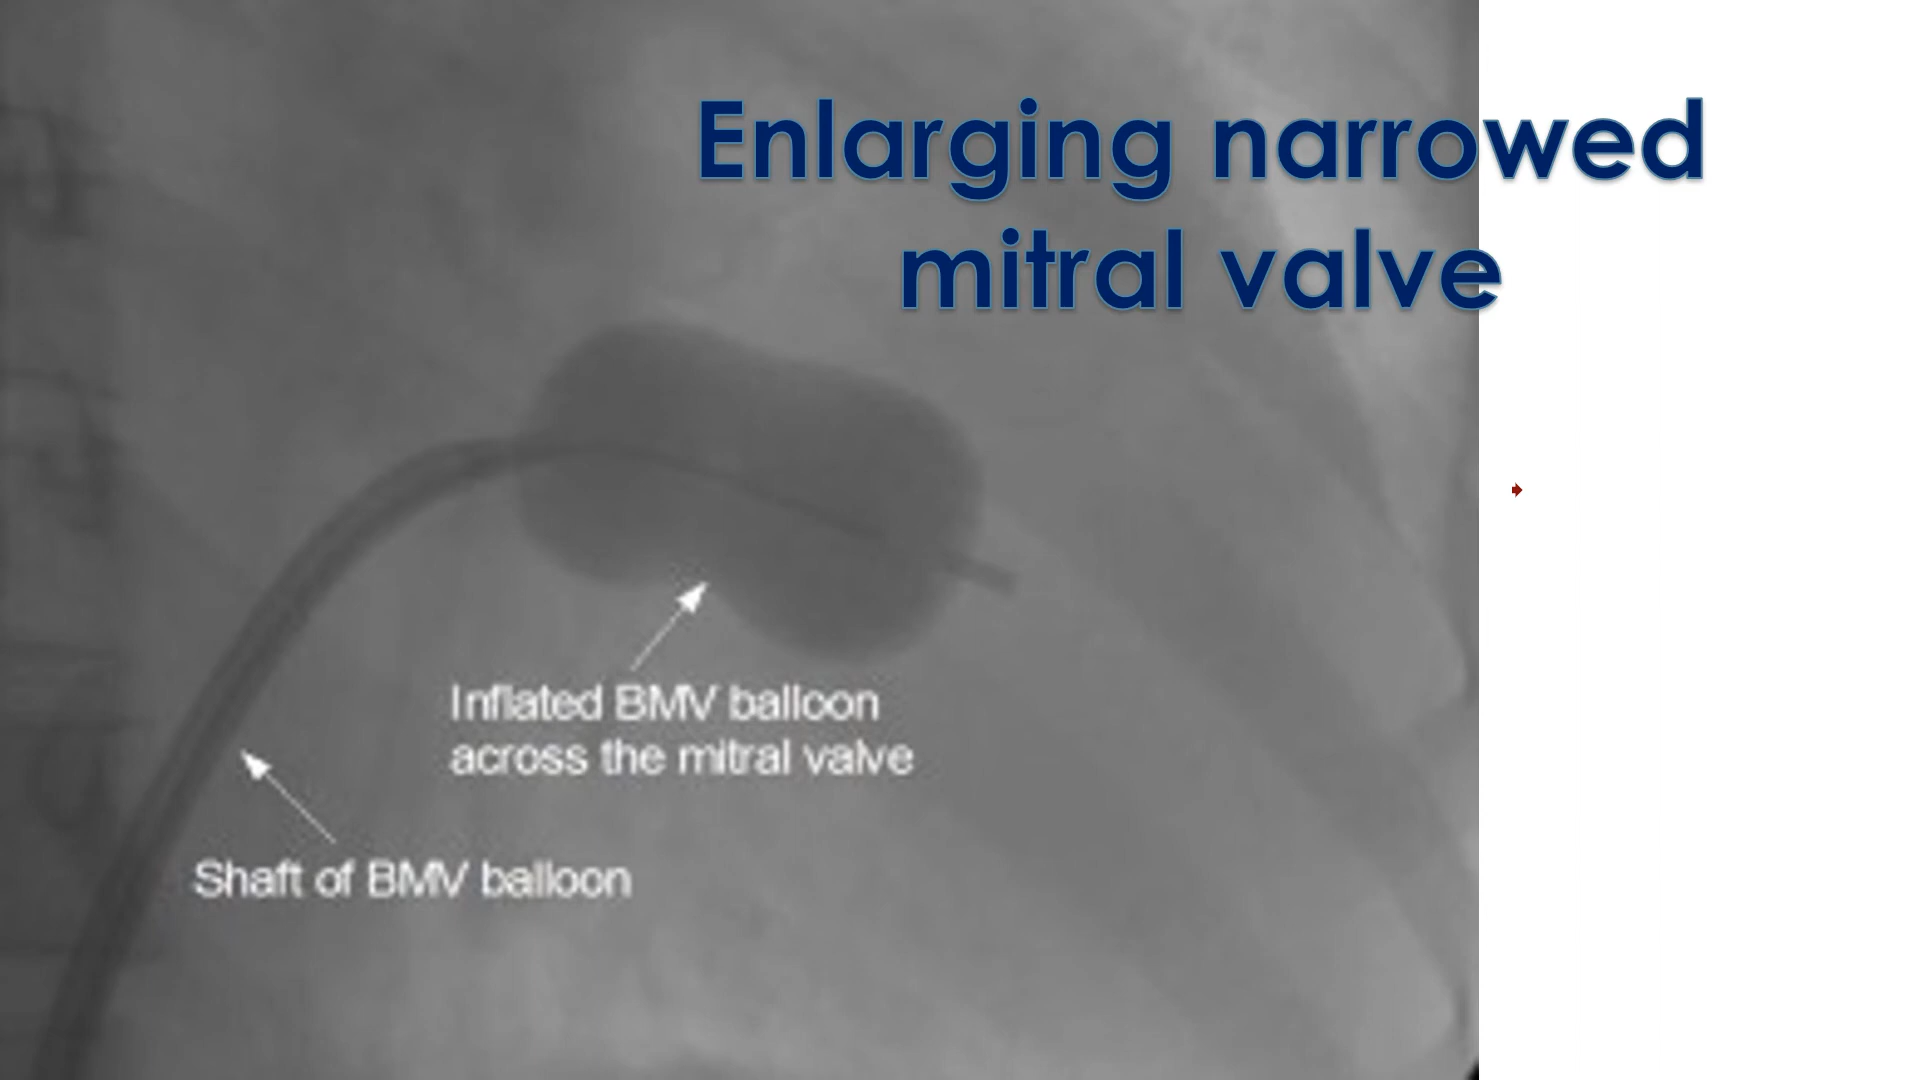 Enlarging narrowed
mitral valve
Inflated BMV balloon
across the mitral valve
Shaft of BMV balloon